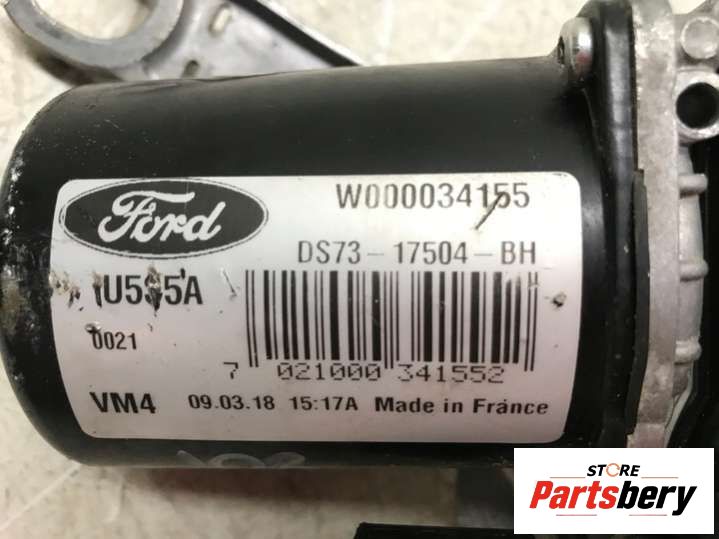 Ford
W000034155
DS73-17504-BH
0021
7 021000 341552
VM4 09.03.18 15:17A Made in France
STORE
Partsbery